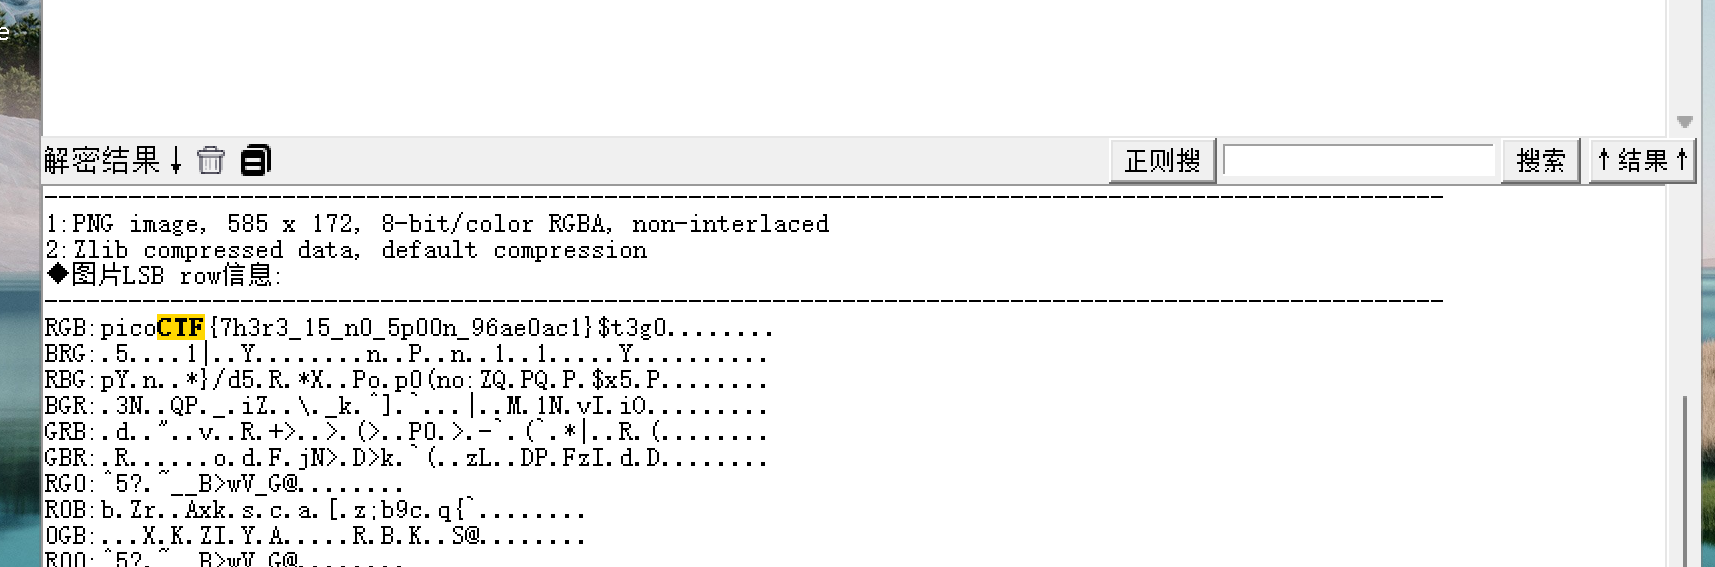 e
解密结果↓
正则搜
搜索
↑结果↑
----------------------------------------------------------------------------------------------------
1:PNG image, 585 x 172, 8-bit/color RGBA, non-interlaced
2:Zlib compressed data, default compression
◆图片LSB row信息:
----------------------------------------------------------------------------------------------------
RGB:picoCTF{7h3r3_15_n0_5p00n_96ae0ac1}$t3g0........
BRG:.5....1|..Y........n..P..n..1..1.....Y..........
RBG:pY.n..*}/d5.R.*X..Po.p0(no:ZQ.PQ.P.$x5.P........
BGR:.3N..QP._.iZ..\._k.^].`...|..M.1N.vI.iO.........
GRB:.d..~..v..R.+>..>.(>..P0.>.-`.(`.*|..R.(........
GBR:.R......o.d.F.jN>.D>k.`(..zL..DP.FzI.d.D........
RG0:^5?.~__B>wV_G@........
R0B:b.Zr..Axk.s.c.a.[.z;b9c.q{`........
0GB:...X.K.ZI.Y.A.....R.B.K..S@........
R00:^5?.~__B>wV_G@........